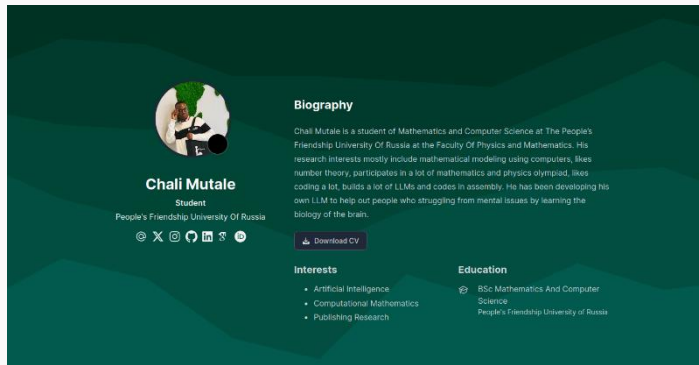 Chali Mutale
Student
People's Friendship University Of Russia
Biography
Chali Mutale is a student of Mathematics and Computer Science at The People's
Friendship University Of Russia at the Faculty Of Physics and Mathematics. His
research interests mostly include mathematical modeling using computers, likes
number theory, participates in a lot of mathematics and physics olympiad, likes
coding a lot, builds a lot of LLMs and codes in assembly. He has been developing his
own LLM to help out people who struggling from mental issues by learning the
biology of the brain.
Download CV
Interests
Artificial Intelligence
Computational Mathematics
Publishing Research
Education
BSc Mathematics And Computer
Science
People's Friendship University of Russia